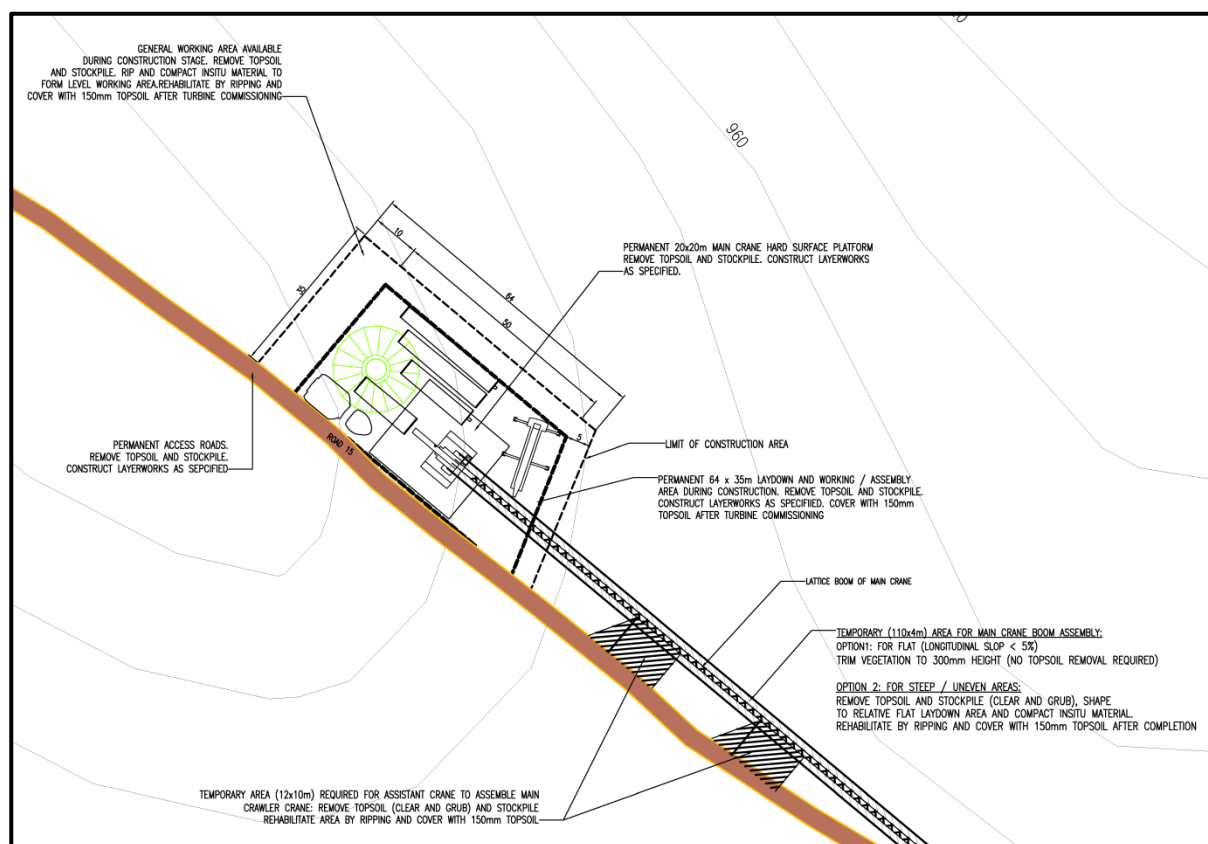 GENERAL WORKING AREA AVAILABLE
DURING CONSTRUCTION STAGE. REMOVE TOPSOIL
AND STOCKPILE. RIP AND COMPACT INSITU MATERIAL TO
FORM LEVEL WORKING AREA.REHABILITATE BY RIPPING AND
COVER WITH 150mm TOPSOIL AFTER TURBINE COMMISSIONING
960
10
35
64
50
5
PERMANENT 20x20m MAIN CRANE HARD SURFACE PLATFORM
REMOVE TOPSOIL AND STOCKPILE. CONSTRUCT LAYERWORKS
AS SPECIFIED.
PERMANENT ACCESS ROADS.
REMOVE TOPSOIL AND STOCKPILE.
CONSTRUCT LAYERWORKS AS SEPCIFIED
ROAD 15
LIMIT OF CONSTRUCTION AREA
PERMANENT 64 x 35m LAYDOWN AND WORKING / ASSEMBLY
AREA DURING CONSTRUCTION. REMOVE TOPSOIL AND STOCKPILE.
CONSTRUCT LAYERWORKS AS SPECIFIED. COVER WITH 150mm
TOPSOIL AFTER TURBINE COMMISSIONING
LATTICE BOOM OF MAIN CRANE
TEMPORARY (110x4m) AREA FOR MAIN CRANE BOOM ASSEMBLY:
OPTION1: FOR FLAT (LONGITUDINAL SLOP < 5%)
TRIM VEGETATION TO 300mm HEIGHT (NO TOPSOIL REMOVAL REQUIRED)
OPTION 2: FOR STEEP / UNEVEN AREAS:
REMOVE TOPSOIL AND STOCKPILE (CLEAR AND GRUB), SHAPE
TO RELATIVE FLAT LAYDOWN AREA AND COMPACT INSITU MATERIAL.
REHABILITATE BY RIPPING AND COVER WITH 150mm TOPSOIL AFTER COMPLETION
TEMPORARY AREA (12x10m) REQUIRED FOR ASSISTANT CRANE TO ASSEMBLE MAIN
CRAWLER CRANE: REMOVE TOPSOIL (CLEAR AND GRUB) AND STOCKPILE
REHABILITATE AREA BY RIPPING AND COVER WITH 150mm TOPSOIL